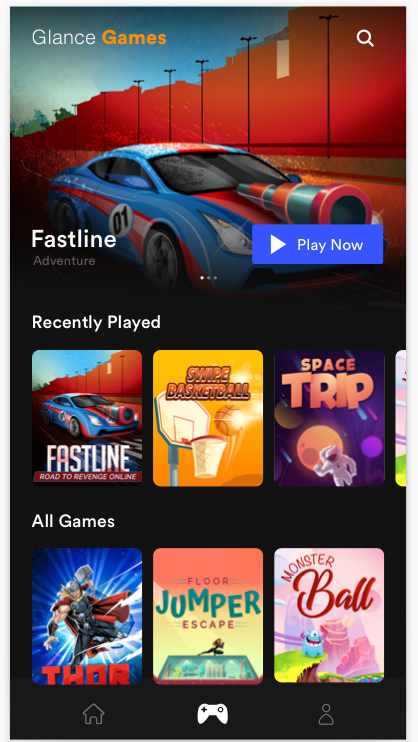 Glance Games
01
Fastline
Adventure
Play Now
Recently Played
FASTLINE
ROAD TO REVENGE ONLINE
SWIPE
BASKETBALL
SPACE
TRIP
All Games
THOR
FLOOR
JUMPER
ESCAPE
MONSTER
Ball